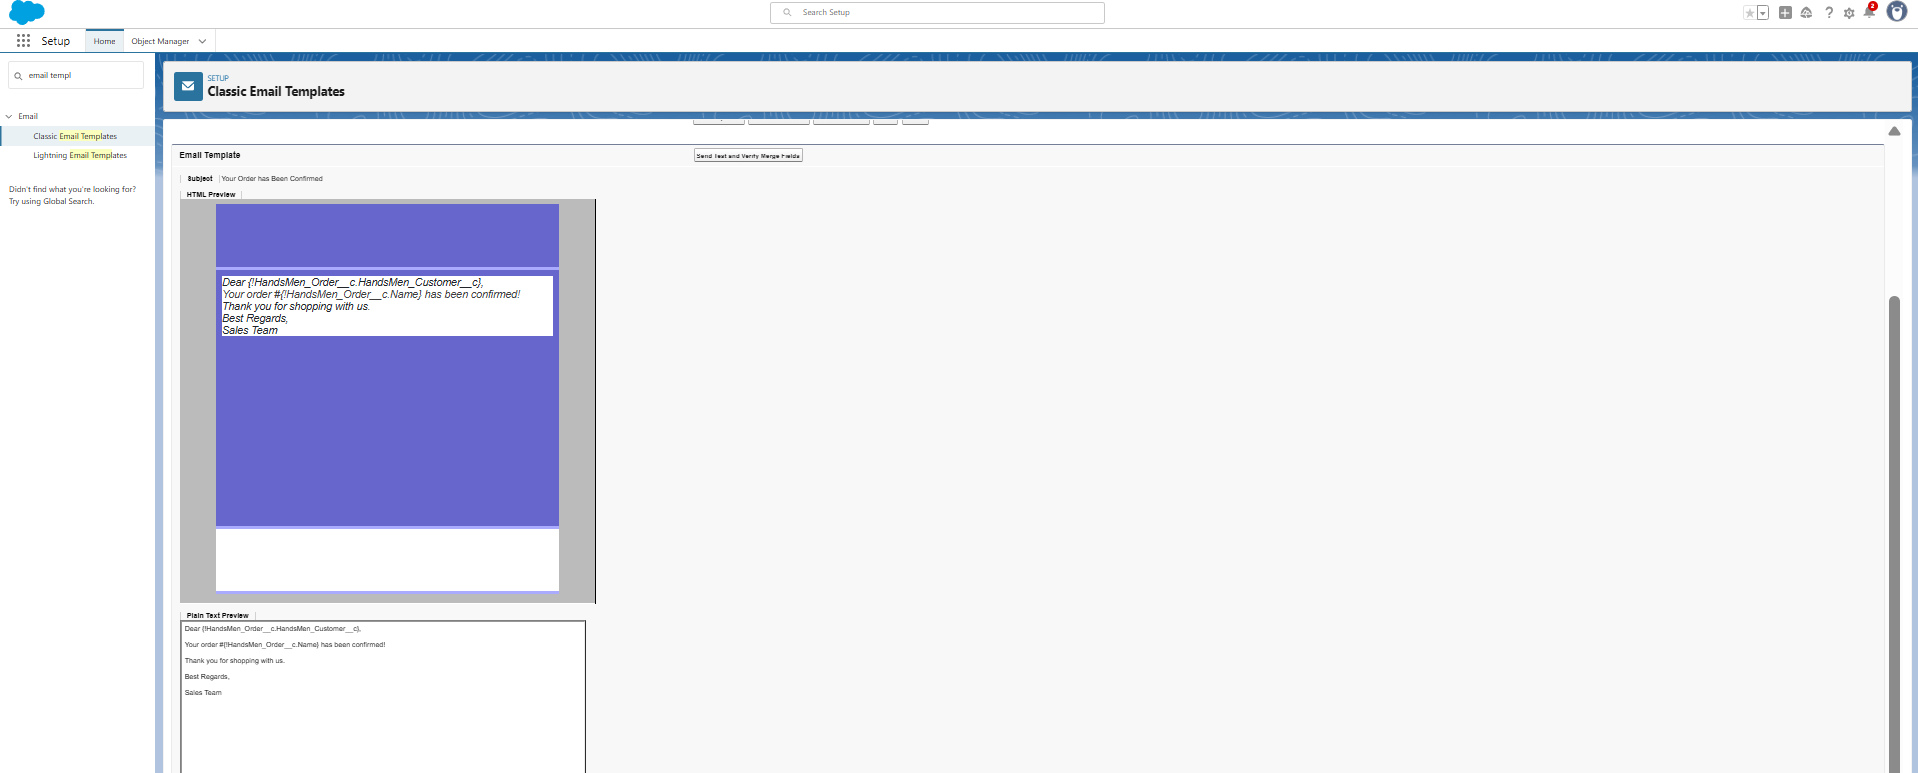 Search Setup
2
Setup
Home
Object Manager
email templ
SETUP
Classic Email Templates
Email
Classic Email Templates
Lightning Email Templates
Didn't find what you're looking for?
Try using Global Search.
Email Template
Send Test and Verify Merge Fields
Subject
Your Order has Been Confirmed
HTML Preview
Dear {!HandsMen_Order__c.HandsMen_Customer__c},
Your order #{!HandsMen_Order__c.Name} has been confirmed!
Thank you for shopping with us.
Best Regards,
Sales Team
Plain Text Preview
Dear {!HandsMen_Order__c.HandsMen_Customer__c},
Your order #{!HandsMen_Order__c.Name} has been confirmed!
Thank you for shopping with us.
Best Regards,
Sales Team